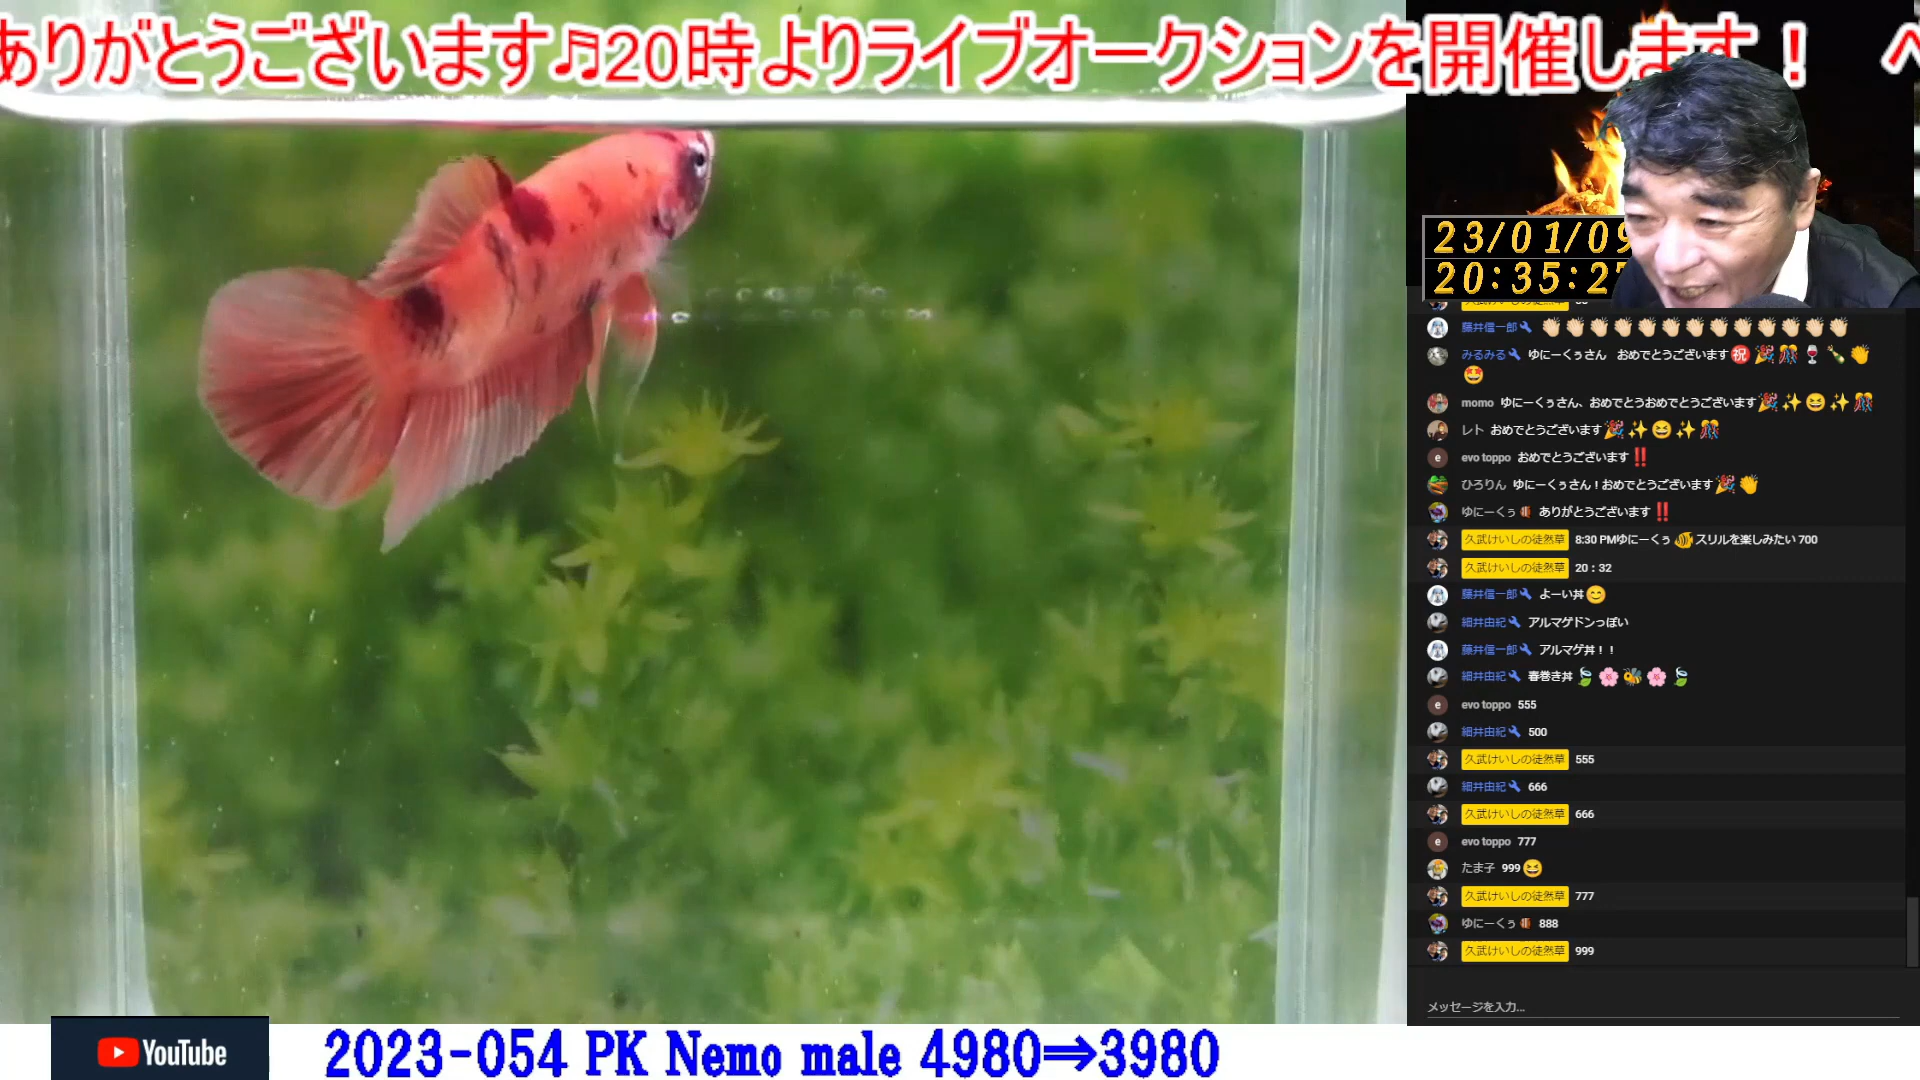 ありがとうございます♫20時よりライブオークションを開催します！　ペ
23/01/09
20:35:2
藤井信一郎 👏🏻👏🏻👏🏻👏🏻👏🏻👏🏻👏🏻👏🏻👏🏻👏🏻👏🏻👏🏻👏🏻
みるみる ゆにーくぅさん　おめでとうございます㊗🎉🎊🍷🍾👏
🤩
momo ゆにーくぅさん、おめでとうおめでとうございます🎉✨😆✨🎊
レト おめでとうございます🎉✨😆✨🎊
evo toppo おめでとうございます‼
ひろりん ゆにーくぅさん！おめでとうございます🎉👏
ゆにーくぅ ありがとうございます‼
久武けいしの徒然草 8:30 PMゆにーくぅ🐠スリルを楽しみたい 700
久武けいしの徒然草 20：32
藤井信一郎 よーい丼😊
細井由紀 アルマゲドンっぽい
藤井信一郎 アルマゲ丼！！
細井由紀 春巻き丼🍃🌸🐝🌸🍃
evo toppo 555
細井由紀 500
久武けいしの徒然草 555
細井由紀 666
久武けいしの徒然草 666
evo toppo 777
たま子 999😆
久武けいしの徒然草 777
ゆにーくぅ 888
久武けいしの徒然草 999
メッセージを入力...
YouTube
2023-054 PK Nemo male 4980⇒3980